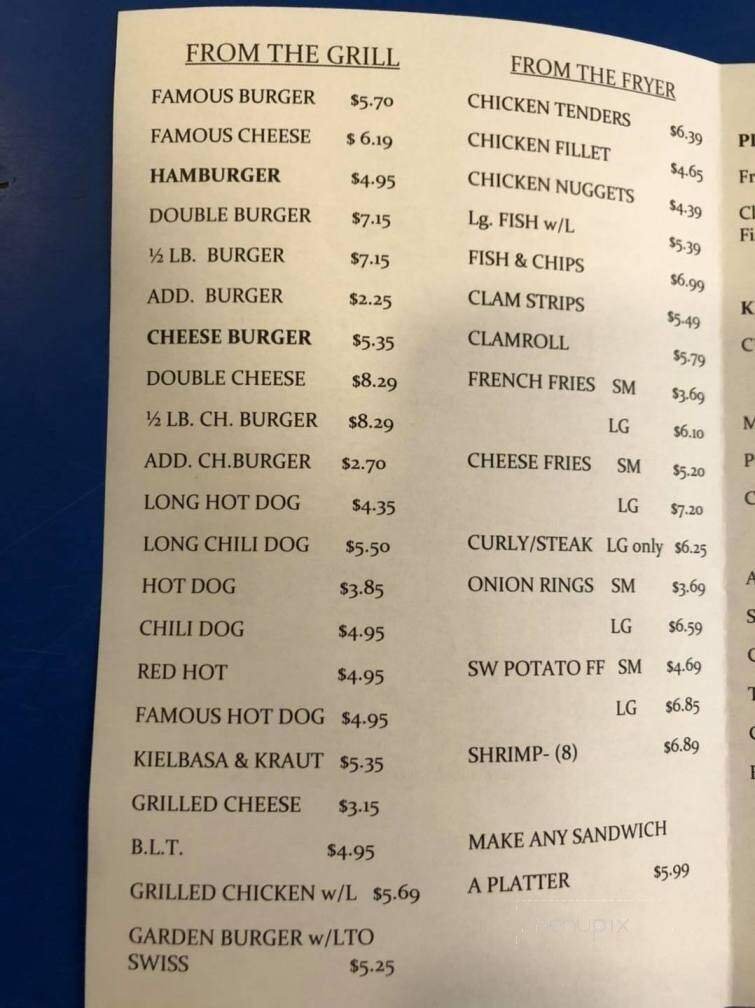 FROM THE GRILL
FAMOUS BURGER $5.70
FAMOUS CHEESE $ 6.19
HAMBURGER $4.95
DOUBLE BURGER $7.15
½ LB. BURGER $7.15
ADD. BURGER $2.25
CHEESE BURGER $5.35
DOUBLE CHEESE $8.29
½ LB. CH. BURGER $8.29
ADD. CH.BURGER $2.70
LONG HOT DOG $4.35
LONG CHILI DOG $5.50
HOT DOG $3.85
CHILI DOG $4.95
RED HOT $4.95
FAMOUS HOT DOG $4.95
KIELBASA & KRAUT $5.35
GRILLED CHEESE $3.15
B.L.T. $4.95
GRILLED CHICKEN w/L $5.69
GARDEN BURGER w/LTO
SWISS $5.25
FROM THE FRYER
CHICKEN TENDERS $6.39
CHICKEN FILLET $4.65
CHICKEN NUGGETS $4.39
Lg. FISH w/L $5.39
FISH & CHIPS $6.99
CLAM STRIPS $5.49
CLAMROLL $5.79
FRENCH FRIES SM $3.69
LG $6.10
CHEESE FRIES SM $5.20
LG $7.20
CURLY/STEAK LG only $6.25
ONION RINGS SM $3.69
LG $6.59
SW POTATO FF SM $4.69
LG $6.85
SHRIMP- (8) $6.89
MAKE ANY SANDWICH
A PLATTER $5.99
menupix